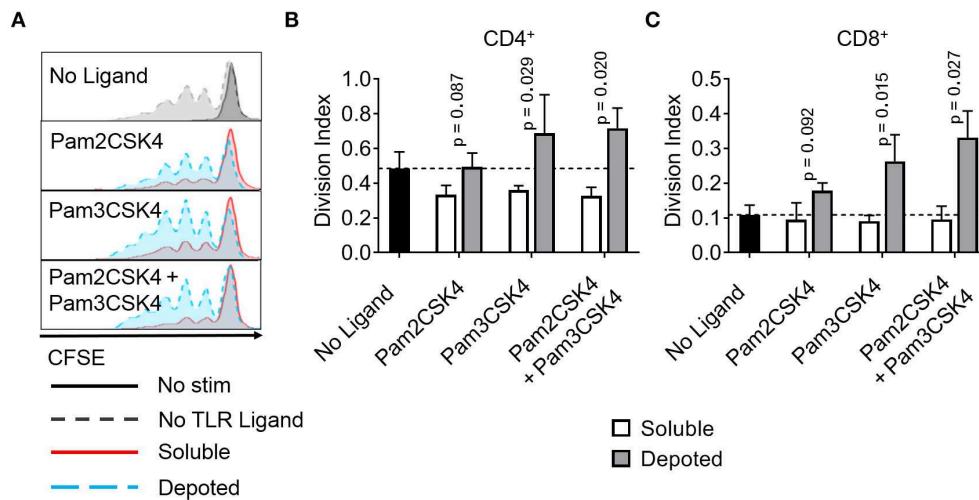 A
No Ligand
Pam2CSK4
Pam3CSK4
Pam2CSK4 +
Pam3CSK4
CFSE
No stim
No TLR Ligand
Soluble
Depoted
B
CD4+
Division Index
1.0
0.8
0.6
0.4
0.2
0.0
p = 0.087
p = 0.029
p = 0.020
No Ligand
Pam2CSK4
Pam3CSK4
Pam2CSK4
+ Pam3CSK4
C
CD8+
Division Index
0.5
0.4
0.3
0.2
0.1
0.0
p = 0.092
p = 0.015
p = 0.027
No Ligand
Pam2CSK4
Pam3CSK4
Pam2CSK4
+ Pam3CSK4
Soluble
Depoted